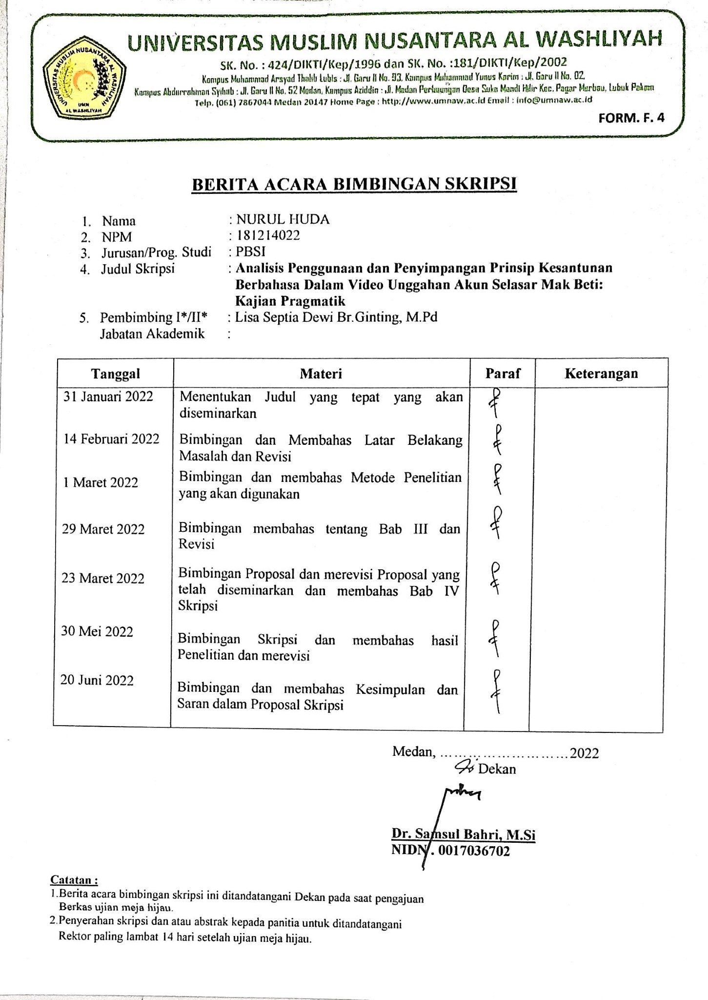 UNIVERSITAS MUSLIM NUSANTARA AL WASHLIYAH
SK. No. : 424/DIKTI/Kep/1996 dan SK. No. :181/DIKTI/Kep/2002
Kampus Muhammad Arsyad Thalib Lubis : Jl. Garu II No. 93, Kampus Muhammad Yunus Karim : Jl. Garu II No. 02,
Kampus Abdurrahman Syihab : Jl. Garu II No. 52 Medan, Kampus Aziddin : Jl. Medan Perbaungan Desa Suka Mandi Hilir Kec. Pagar Merbau, Lubuk Pakam
Telp. (061) 7867044 Medan 20147 Home Page : http://www.umnaw.ac.id Email : info@umnaw.ac.id
FORM. F. 4
UNIVERSITAS MUSLIM NUSANTARA AL WASHLIYAH
UMN
AL WASHLIYAH
BERITA ACARA BIMBINGAN SKRIPSI
1. Nama : NURUL HUDA
2. NPM : 181214022
3. Jurusan/Prog. Studi : PBSI
4. Judul Skripsi : Analisis Penggunaan dan Penyimpangan Prinsip Kesantunan
Berbahasa Dalam Video Unggahan Akun Selasar Mak Beti:
Kajian Pragmatik
5. Pembimbing I*/II* : Lisa Septia Dewi Br.Ginting, M.Pd
Jabatan Akademik :
Tanggal Materi Paraf Keterangan
31 Januari 2022 Menentukan Judul yang tepat yang akan
diseminarkan
14 Februari 2022 Bimbingan dan Membahas Latar Belakang
Masalah dan Revisi
1 Maret 2022 Bimbingan dan membahas Metode Penelitian
yang akan digunakan
29 Maret 2022 Bimbingan membahas tentang Bab III dan
Revisi
23 Maret 2022 Bimbingan Proposal dan merevisi Proposal yang
telah diseminarkan dan membahas Bab IV
Skripsi
30 Mei 2022 Bimbingan Skripsi dan membahas hasil
Penelitian dan merevisi
20 Juni 2022 Bimbingan dan membahas Kesimpulan dan
Saran dalam Proposal Skripsi
Medan, ............................2022
Dekan
Dr. Samsul Bahri, M.Si
NIDN. 0017036702
Catatan :
1.Berita acara bimbingan skripsi ini ditandatangani Dekan pada saat pengajuan
Berkas ujian meja hijau.
2.Penyerahan skripsi dan atau abstrak kepada panitia untuk ditandatangani
Rektor paling lambat 14 hari setelah ujian meja hijau.